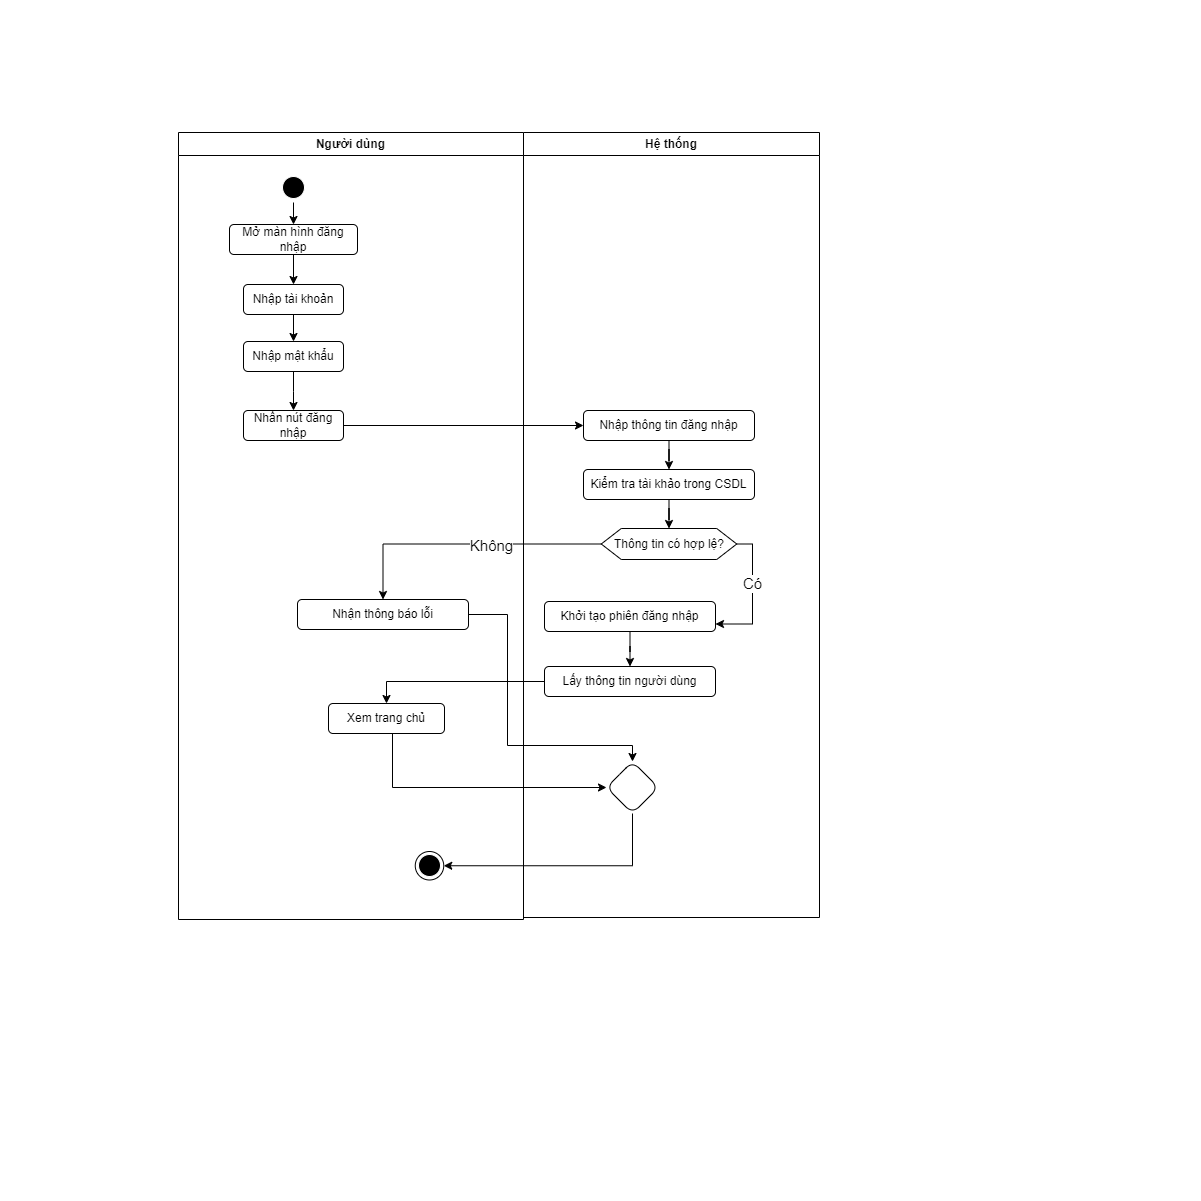 Người dùng
Hệ thống
Mở màn hình đăng
nhập
Nhập tài khoản
Nhập mật khẩu
Nhấn nút đăng
nhập
Nhập thông tin đăng nhập
Kiểm tra tài khảo trong CSDL
Thông tin có hợp lệ?
Không
Có
Nhận thông báo lỗi
Khởi tạo phiên đăng nhập
Lấy thông tin người dùng
Xem trang chủ